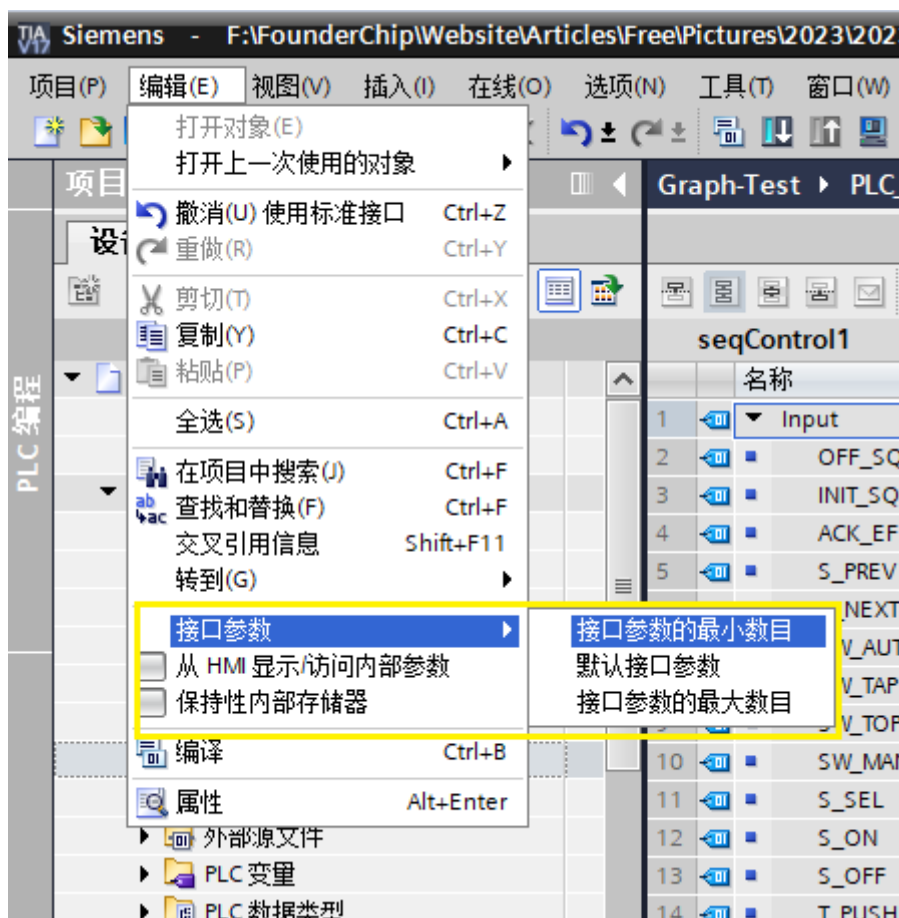 TIA V17 Siemens - F:\FounderChip\Website\Articles\Free\Pictures\2023\202
项目(P) 编辑(E) 视图(V) 插入(I) 在线(O) 选项(N) 工具(T) 窗口(W)
打开对象(E)
打开上一次使用的对象
项目
Graph-Test PLC_
撤消(U) 使用标准接口 Ctrl+Z
重做(R) Ctrl+Y
剪切(T) Ctrl+X
复制(Y) Ctrl+C
seqControl1
粘贴(P) Ctrl+V
名称
全选(S) Ctrl+A
1 Input
在项目中搜索(J) Ctrl+F
2 OFF_SQ
查找和替换(F) Ctrl+F
3 INIT_SQ
交叉引用信息 Shift+F11
4 ACK_EF
转到(G)
5 S_PREV
_NEXT
接口参数
接口参数的最小数目
从 HMI 显示/访问内部参数
默认接口参数
保持性内部存储器
接口参数的最大数目
编译 Ctrl+B
10 SW_MAN
属性 Alt+Enter
11 S_SEL
外部源文件
12 S_ON
PLC 变量
13 S_OFF
PLC 数据类型
14 T_PUSH
PLC 编程